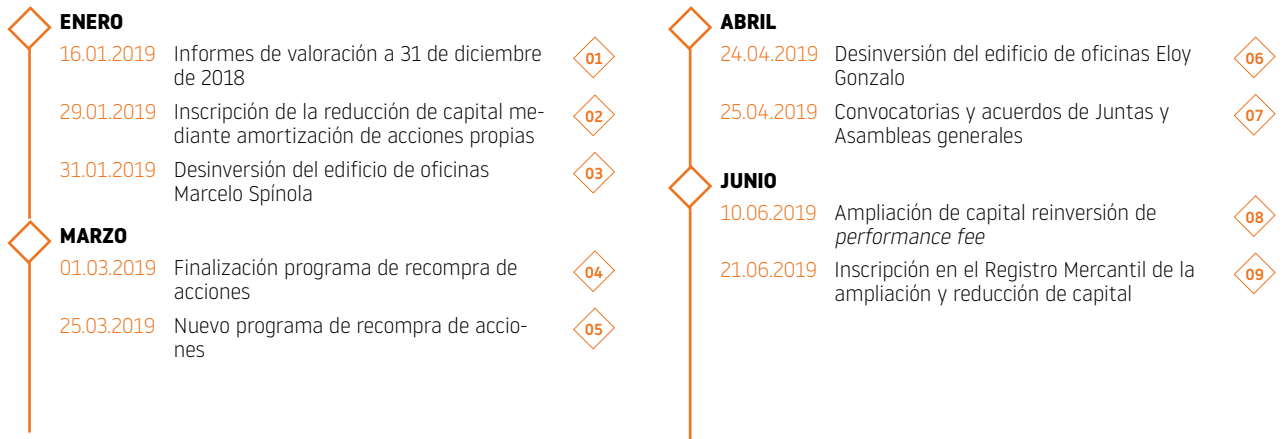 ENERO
16.01.2019 Informes de valoración a 31 de diciembre 01
de 2018
29.01.2019 Inscripción de la reducción de capital me- 02
diante amortización de acciones propias
31.01.2019 Desinversión del edificio de oficinas 03
Marcelo Spínola
MARZO
01.03.2019 Finalización programa de recompra de 04
acciones
25.03.2019 Nuevo programa de recompra de accio- 05
nes
ABRIL
24.04.2019 Desinversión del edificio de oficinas Eloy 06
Gonzalo
25.04.2019 Convocatorias y acuerdos de Juntas y 07
Asambleas generales
JUNIO
10.06.2019 Ampliación de capital reinversión de 08
performance fee
21.06.2019 Inscripción en el Registro Mercantil de la 09
ampliación y reducción de capital